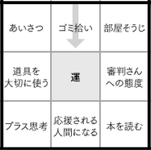 あいさつ
ゴミ拾い
部屋そうじ
道具を
大切に使う
運
審判さん
への態度
プラス思考
応援される
人間になる
本を読む